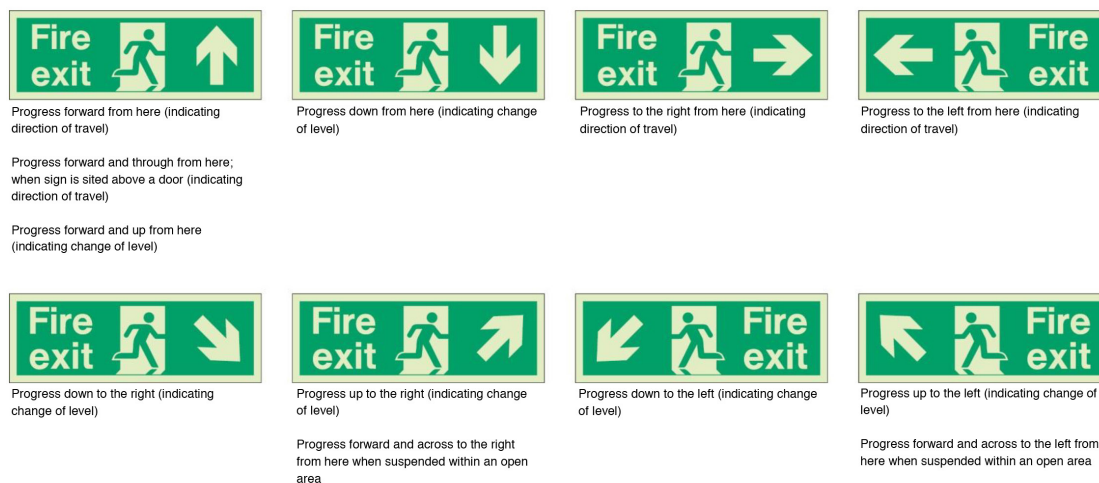 Fire
exit
Fire
exit
Fire
exit
Fire
exit
Progress forward from here (indicating
direction of travel)
Progress forward and through from here;
when sign is sited above a door (indicating
direction of travel)
Progress forward and up from here
(indicating change of level)
Progress down from here (indicating change
of level)
Progress to the right from here (indicating
direction of travel)
Progress to the left from here (indicating
direction of travel)
Fire
exit
Fire
exit
Fire
exit
Fire
exit
Progress down to the right (indicating
change of level)
Progress up to the right (indicating change
of level)
Progress forward and across to the right
from here when suspended within an open
area
Progress down to the left (indicating change
of level)
Progress up to the left (indicating change of
level)
Progress forward and across to the left from
here when suspended within an open area